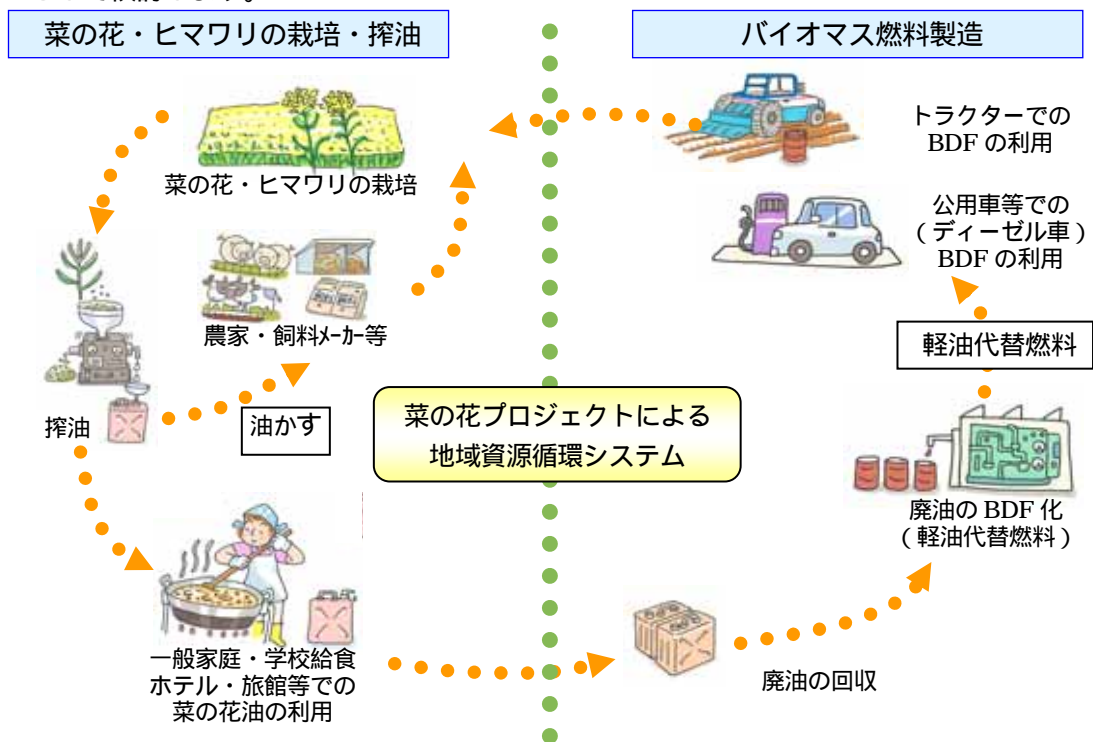 菜の花・ヒマワリの栽培・搾油
バイオマス燃料製造
菜の花・ヒマワリの栽培
農家・飼料メーカー等
搾油
油かす
一般家庭・学校給食
ホテル・旅館等での
菜の花油の利用
菜の花プロジェクトによる
地域資源循環システム
トラクターでの
BDF の利用
公用車等での
（ディーゼル車）
BDF の利用
軽油代替燃料
廃油の BDF 化
（軽油代替燃料）
廃油の回収